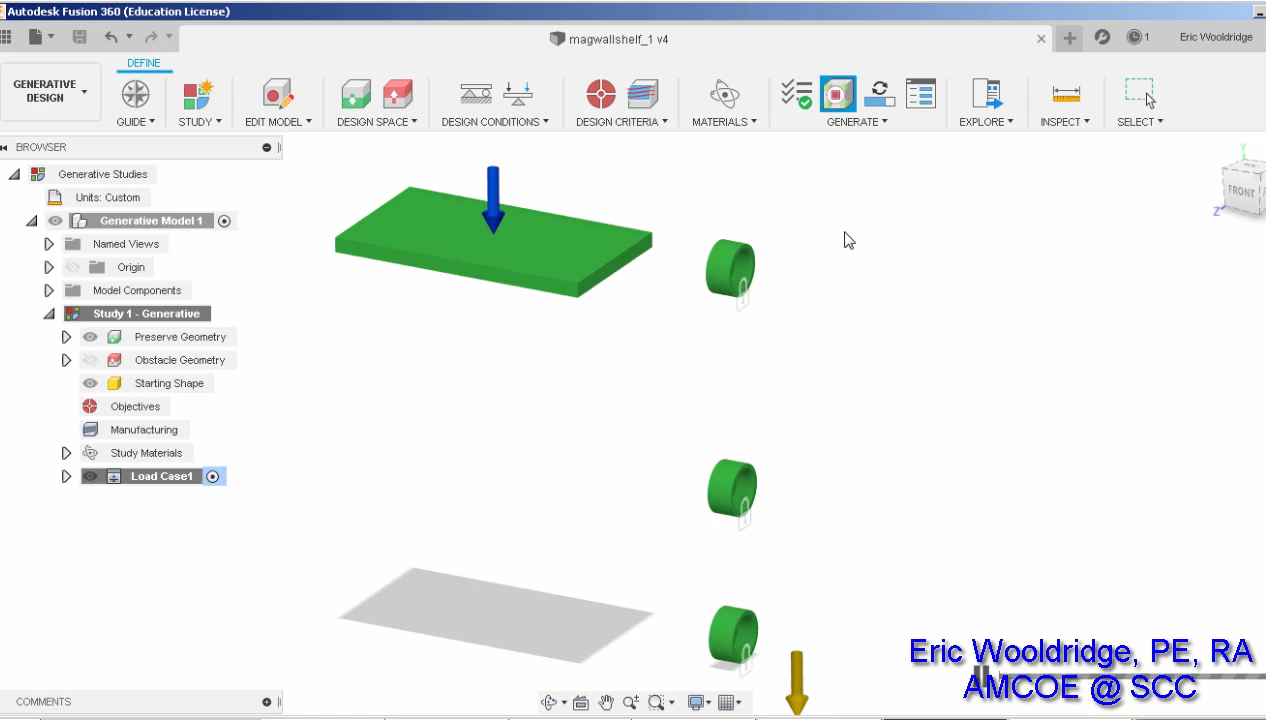 Autodesk Fusion 360 (Education License)
magwallshelf_1 v4
1
Eric Wooldridge
GENERATIVE DESIGN
DEFINE
GUIDE
STUDY
EDIT MODEL
DESIGN SPACE
DESIGN CONDITIONS
DESIGN CRITERIA
MATERIALS
GENERATE
EXPLORE
INSPECT
SELECT
BROWSER
Generative Studies
Units: Custom
Generative Model 1
Named Views
Origin
Model Components
Study 1 - Generative
Preserve Geometry
Obstacle Geometry
Starting Shape
Objectives
Manufacturing
Study Materials
Load Case1
Y
FRONT
Z
Eric Wooldridge, PE, RA
AMCOE @ SCC
COMMENTS